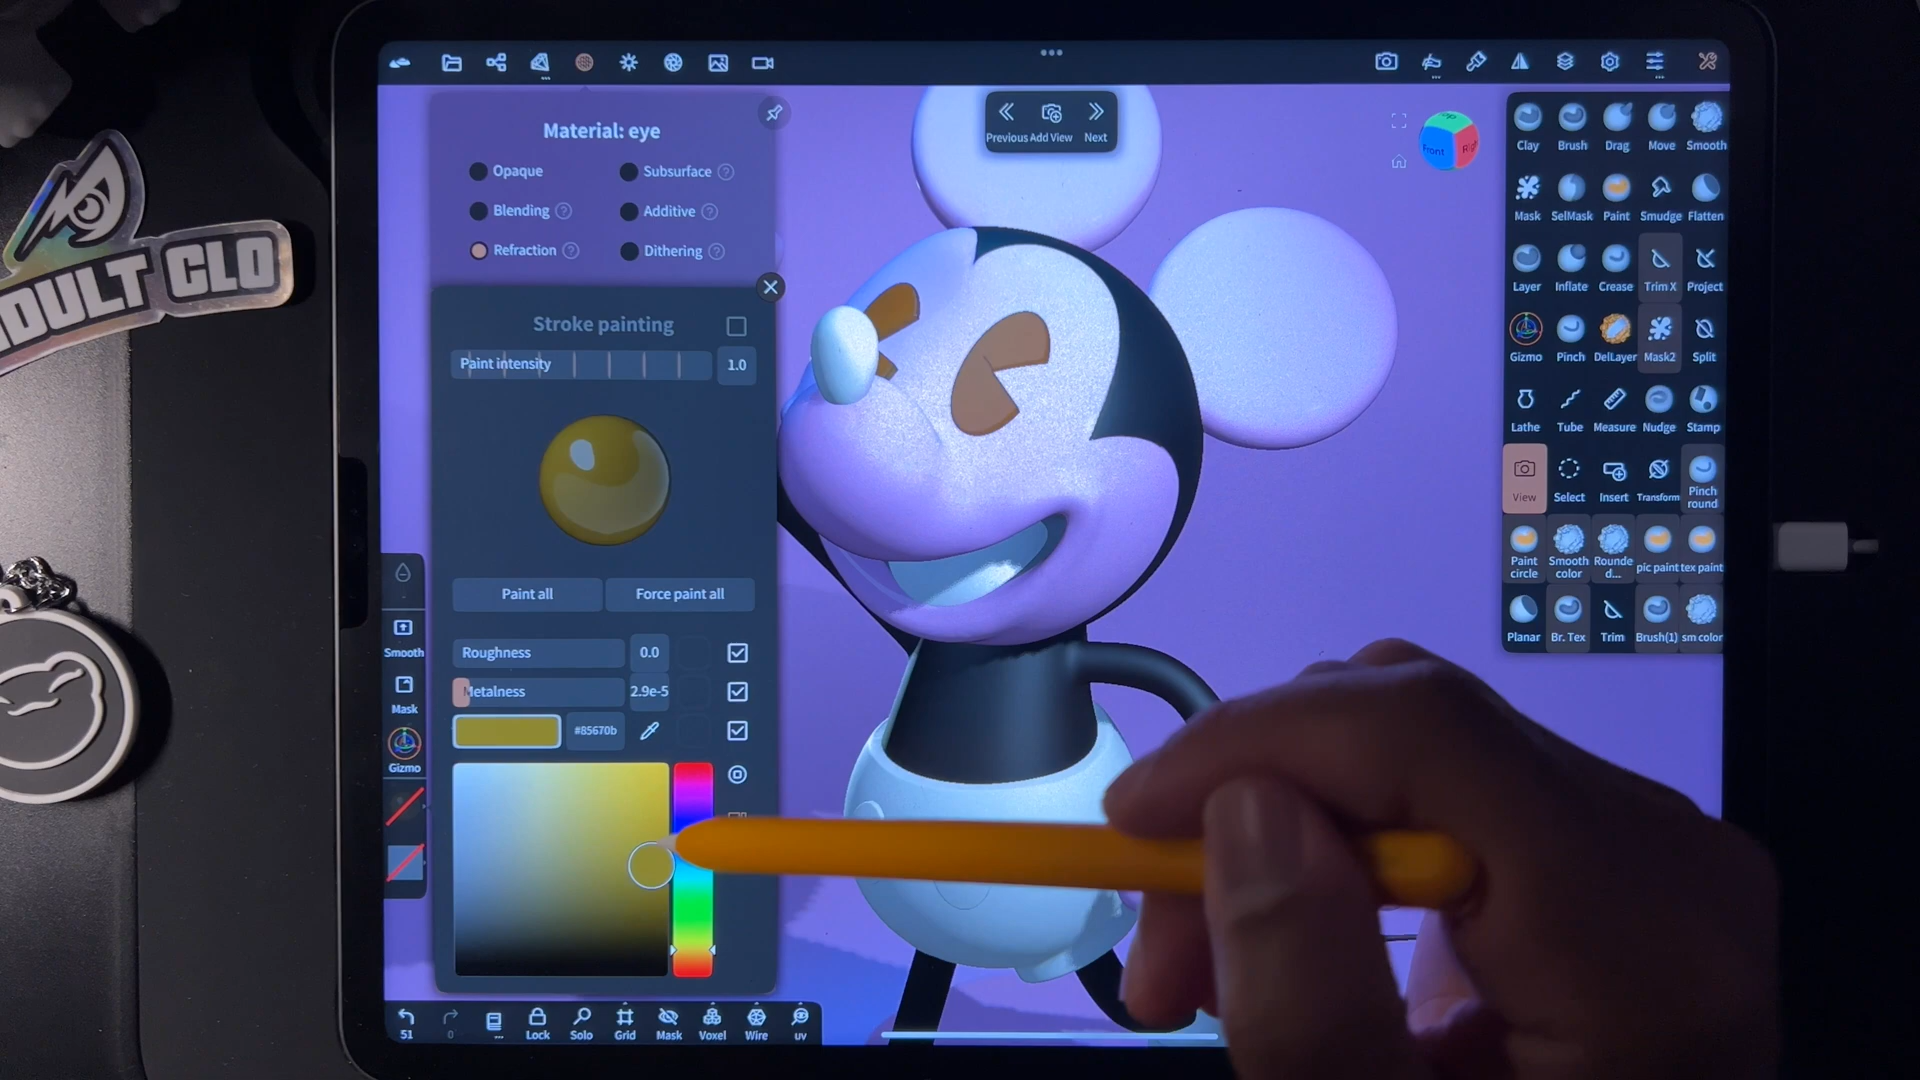 Material: eye
Opaque
Subsurface ?
Blending ?
Additive ?
Refraction ?
Dithering ?
Stroke painting
Paint intensity 1.0
Paint all
Force paint all
Roughness 0.0
Metalness 2.9e-5
#85670b
Previous Add View Next
Front
Clay Brush Drag Move Smooth
Mask SelMask Paint Smudge Flatten
Layer Inflate Crease Trim X Project
Gizmo Pinch DelLayer Mask2 Split
Lathe Tube Measure Nudge Stamp
View Select Insert Transform Pinch round
Paint circle Smooth color Rounde d... pic paint tex paint
Planar Br. Tex Trim Brush(1) sm color
Smooth
Mask
Gizmo
51 0 Lock Solo Grid Mask Voxel Wire UV
DULT CLO